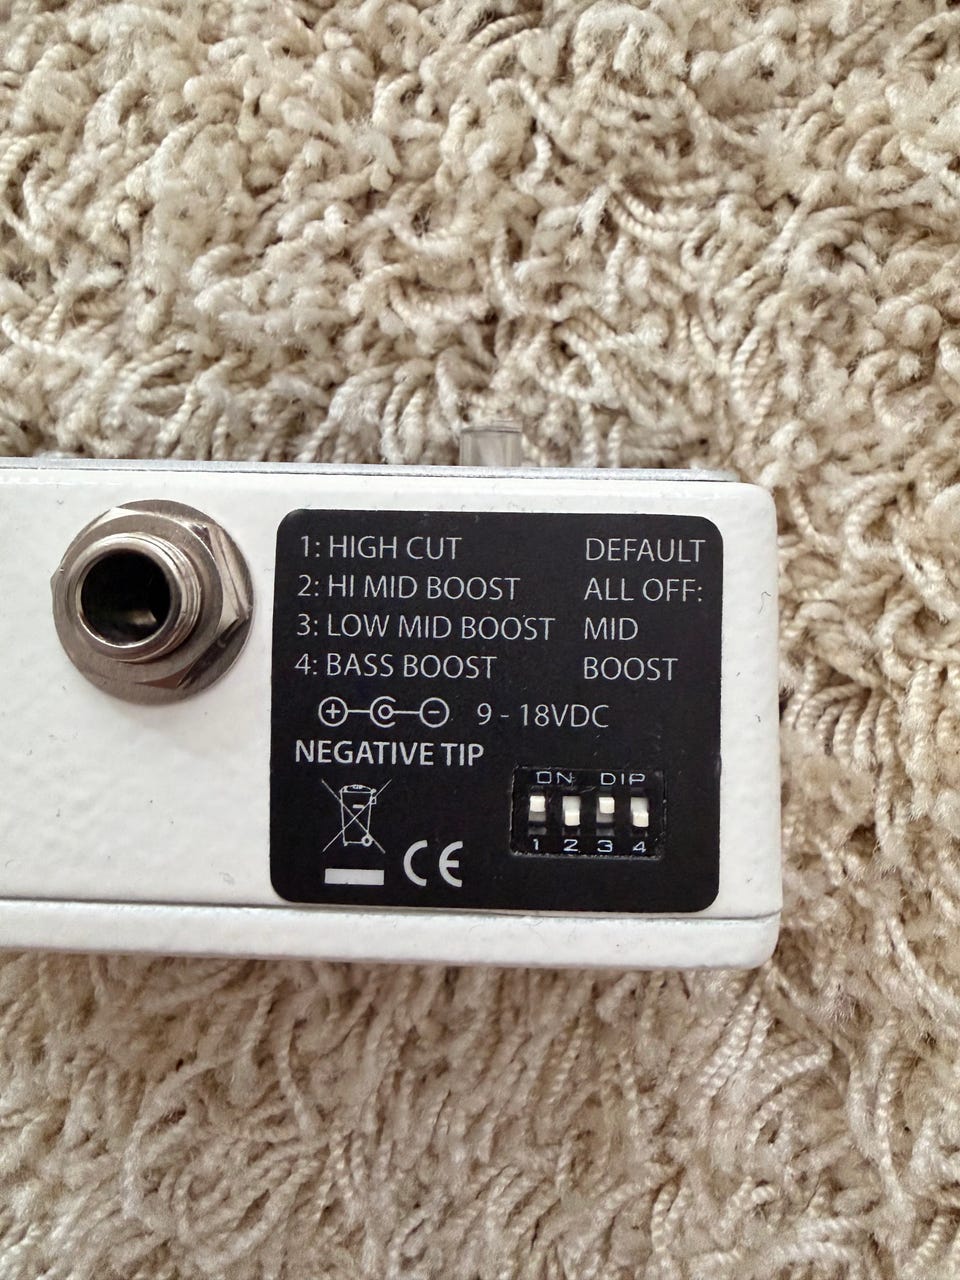 1: HIGH CUT
2: HI MID BOOST
3: LOW MID BOOST
4: BASS BOOST
DEFAULT
ALL OFF:
MID
BOOST
+ C - 9 - 18VDC
NEGATIVE TIP
CE
ON DIP
1 2 3 4